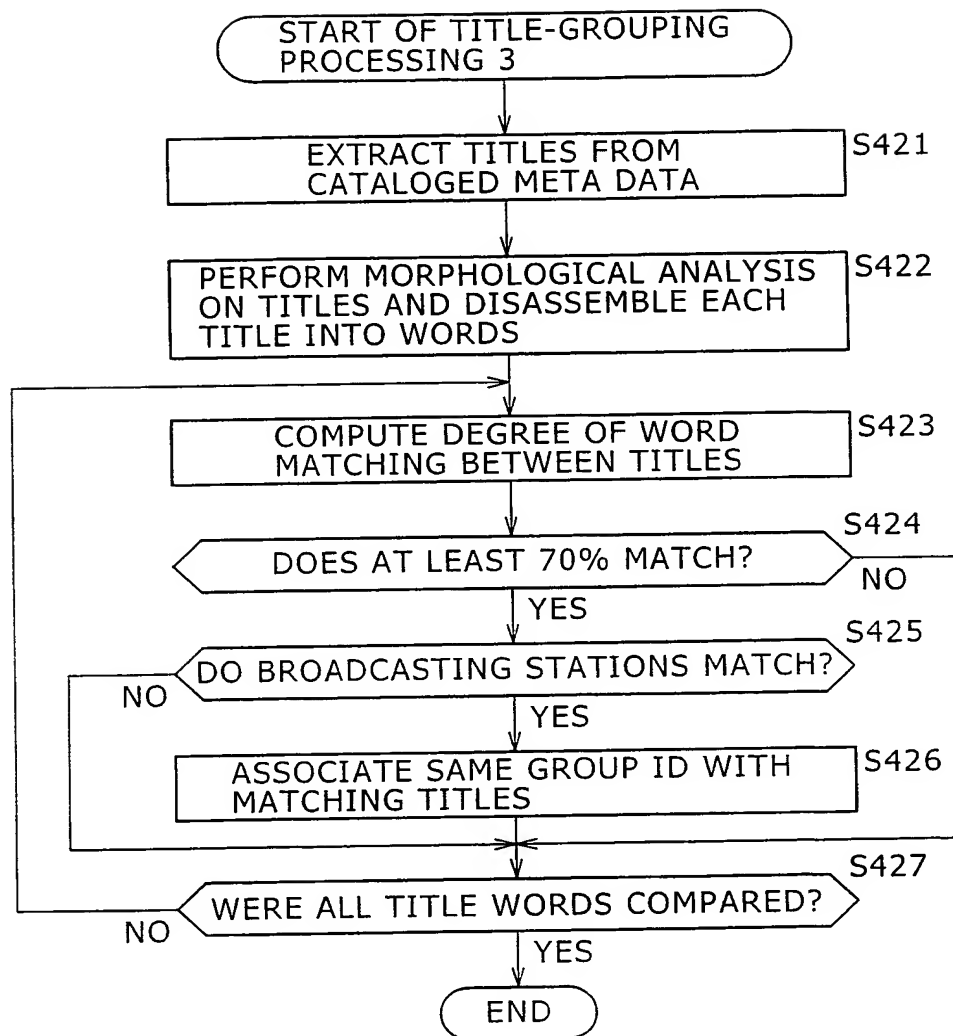 START OF TITLE-GROUPING
PROCESSING 3
S421
EXTRACT TITLES FROM
CATALOGED META DATA
S422
PERFORM MORPHOLOGICAL ANALYSIS
ON TITLES AND DISASSEMBLE EACH
TITLE INTO WORDS
S423
COMPUTE DEGREE OF WORD
MATCHING BETWEEN TITLES
S424
DOES AT LEAST 70% MATCH?
NO
YES
S425
DO BROADCASTING STATIONS MATCH?
NO
YES
S426
ASSOCIATE SAME GROUP ID WITH
MATCHING TITLES
S427
WERE ALL TITLE WORDS COMPARED?
NO
YES
END